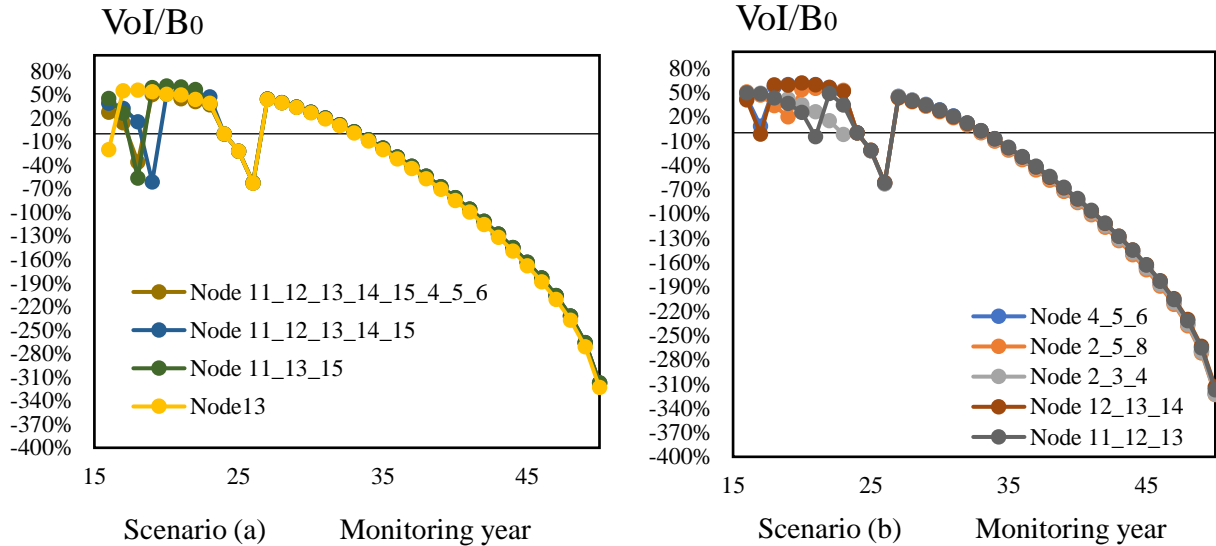 VoI/B0
80%
50%
20%
-10%
-40%
-70%
-100%
-130%
-160%
-190%
-220%
-250%
-280%
-310%
-340%
-370%
-400%
Node 11_12_13_14_15_4_5_6
Node 11_12_13_14_15
Node 11_13_15
Node13
15
25
35
45
Scenario (a)
Monitoring year
VoI/B0
80%
50%
20%
-10%
-40%
-70%
-100%
-130%
-160%
-190%
-220%
-250%
-280%
-310%
-340%
-370%
-400%
Node 4_5_6
Node 2_5_8
Node 2_3_4
Node 12_13_14
Node 11_12_13
15
25
35
45
Scenario (b)
Monitoring year